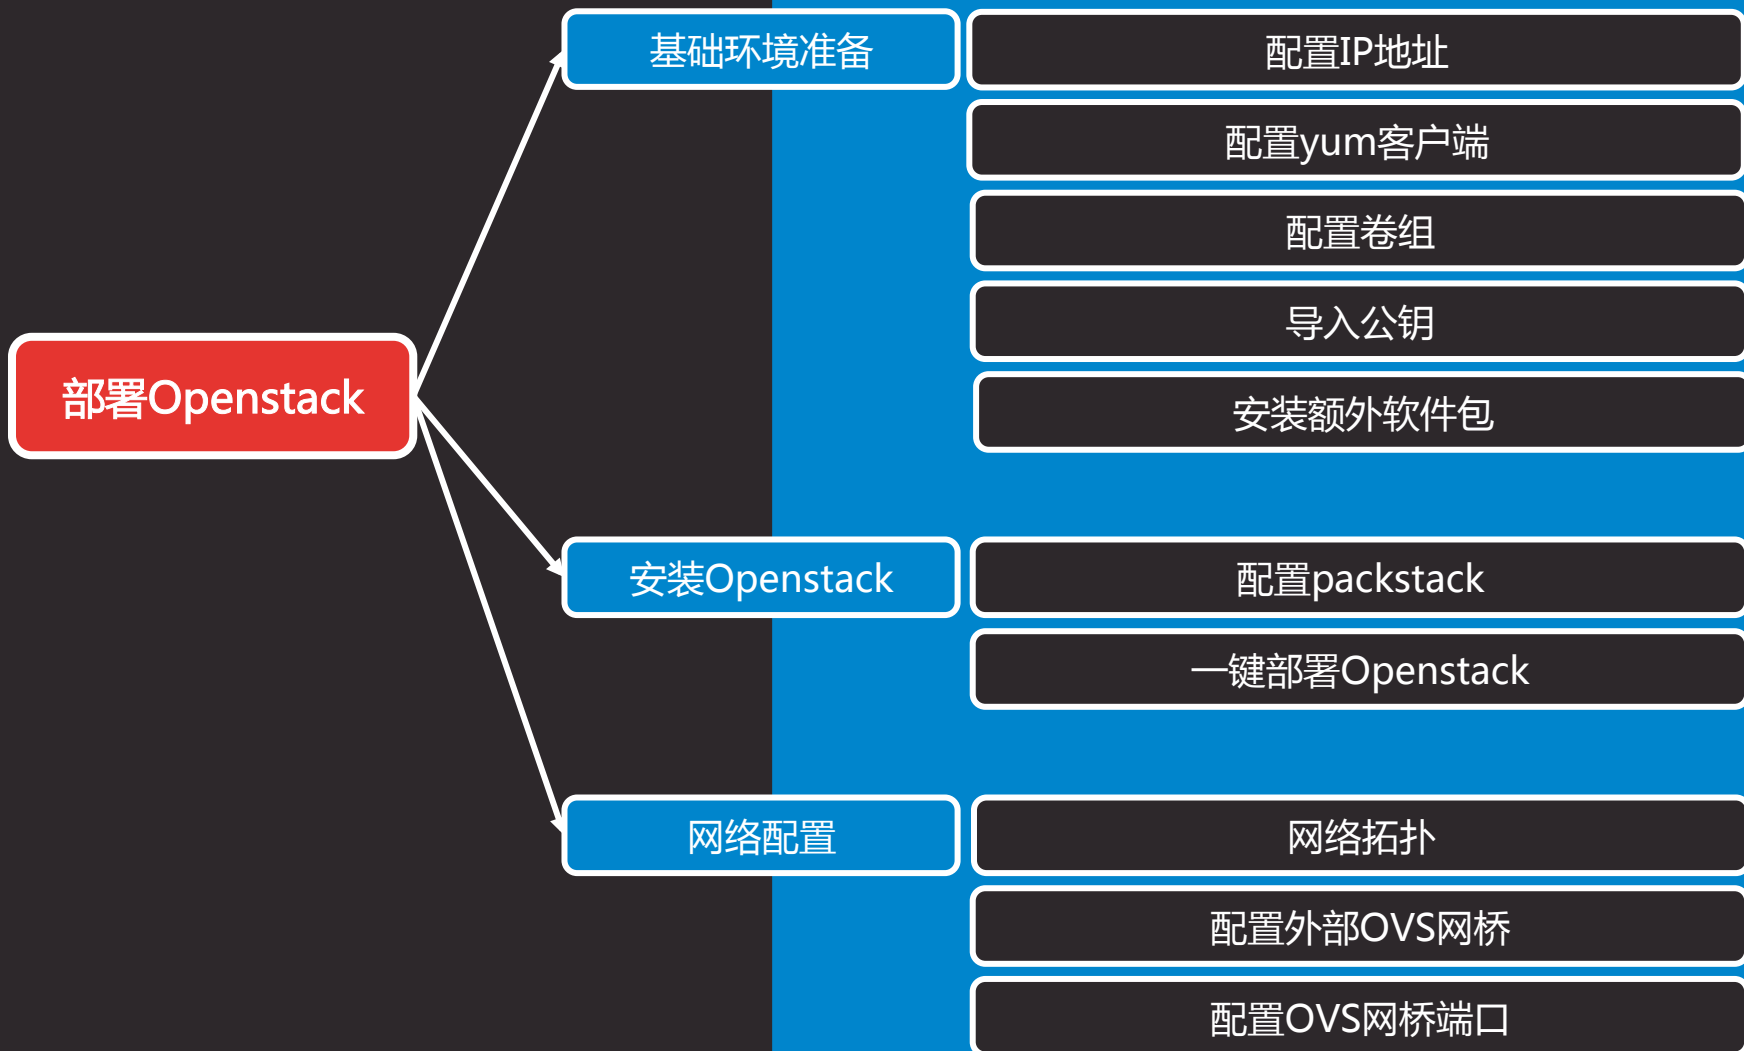 部署Openstack
基础环境准备
配置IP地址
配置yum客户端
配置卷组
导入公钥
安装额外软件包
安装Openstack
配置packstack
一键部署Openstack
网络配置
网络拓扑
配置外部OVS网桥
配置OVS网桥端口